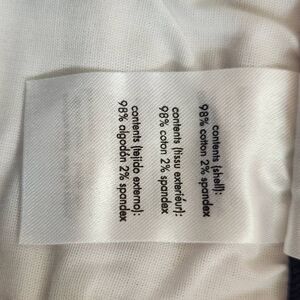 contents (shell):
98% cotton 2% spandex
contents (tissu extérieur):
98% coton 2% spandex
contents (tejido externo):
98% algodón 2% spandex